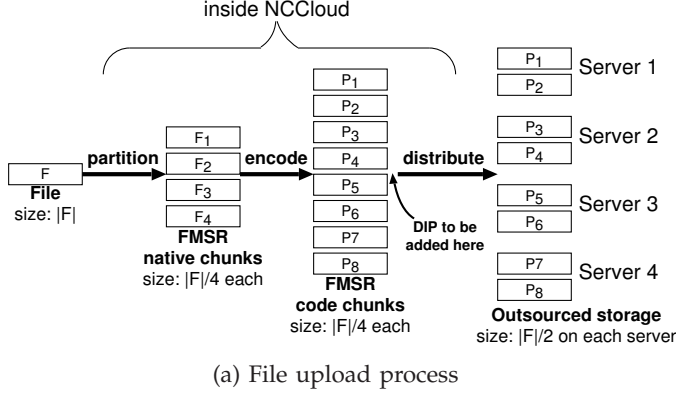 inside NCCloud
F
File
size: |F|
partition
F1
F2
F3
F4
FMSR
native chunks
size: |F|/4 each
encode
P1
P2
P3
P4
P5
P6
P7
P8
FMSR
code chunks
size: |F|/4 each
distribute
DIP to be
added here
P1
P2
Server 1
P3
P4
Server 2
P5
P6
Server 3
P7
P8
Server 4
Outsourced storage
size: |F|/2 on each server
(a) File upload process